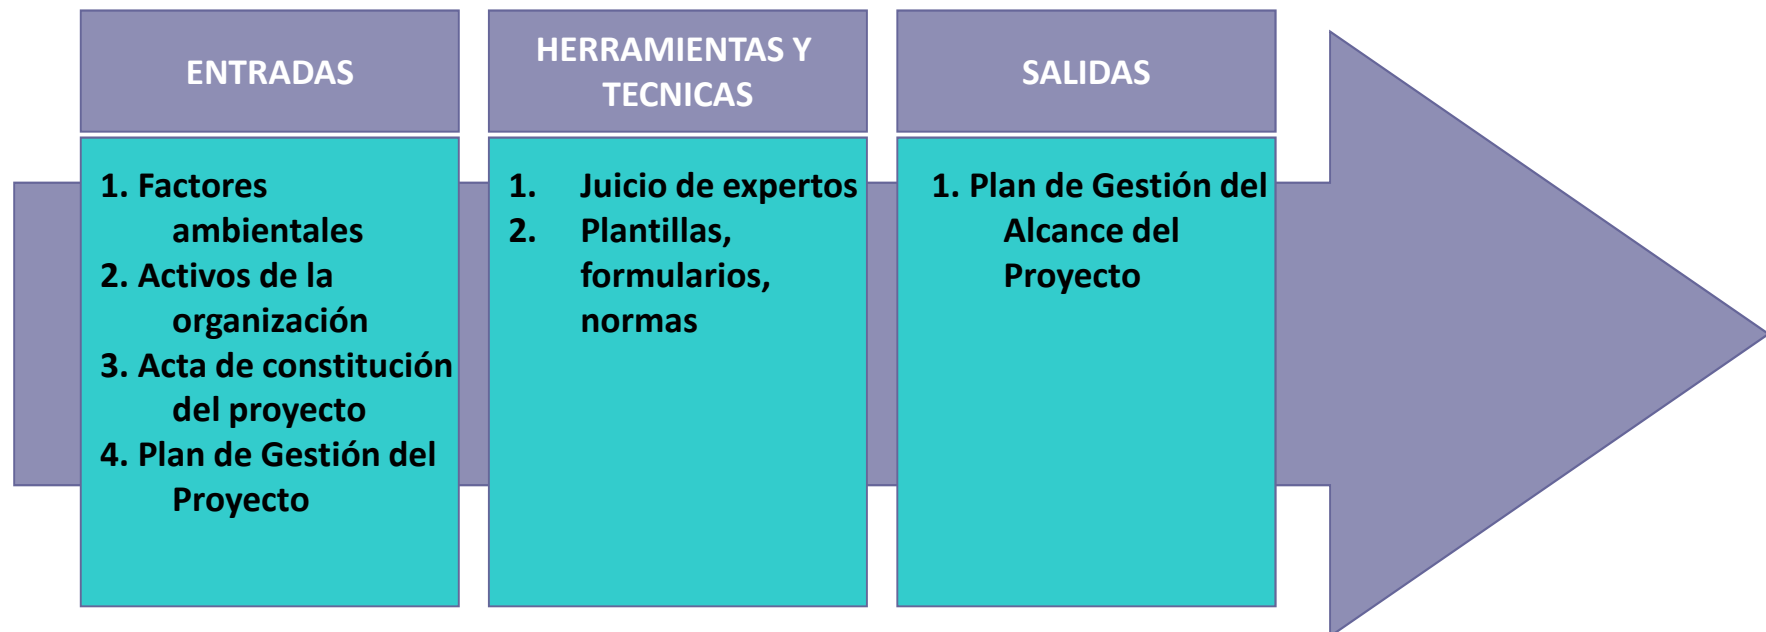 ENTRADAS
1. Factores
ambientales
2. Activos de la
organización
3. Acta de constitución
del proyecto
4. Plan de Gestión del
Proyecto
HERRAMIENTAS Y
TECNICAS
1. Juicio de expertos
2. Plantillas,
formularios,
normas
SALIDAS
1. Plan de Gestión del
Alcance del
Proyecto